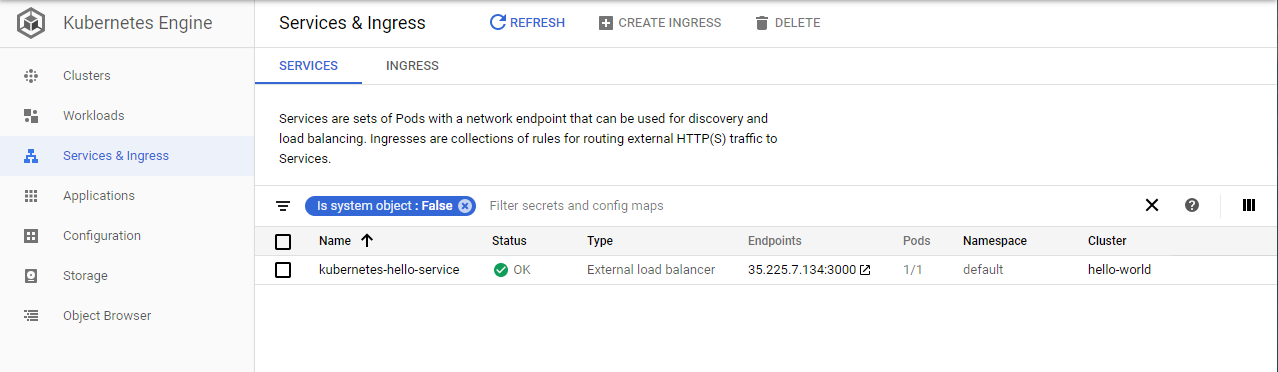 Kubernetes Engine
Services & Ingress
REFRESH
CREATE INGRESS
DELETE
Clusters
Workloads
Services & Ingress
Applications
Configuration
Storage
Object Browser
SERVICES
INGRESS
Services are sets of Pods with a network endpoint that can be used for discovery and
load balancing. Ingresses are collections of rules for routing external HTTP(S) traffic to
Services.
Is system object : False
Filter secrets and config maps
Name Status Type Endpoints Pods Namespace Cluster
kubernetes-hello-service OK External load balancer 35.225.7.134:3000 1/1 default hello-world